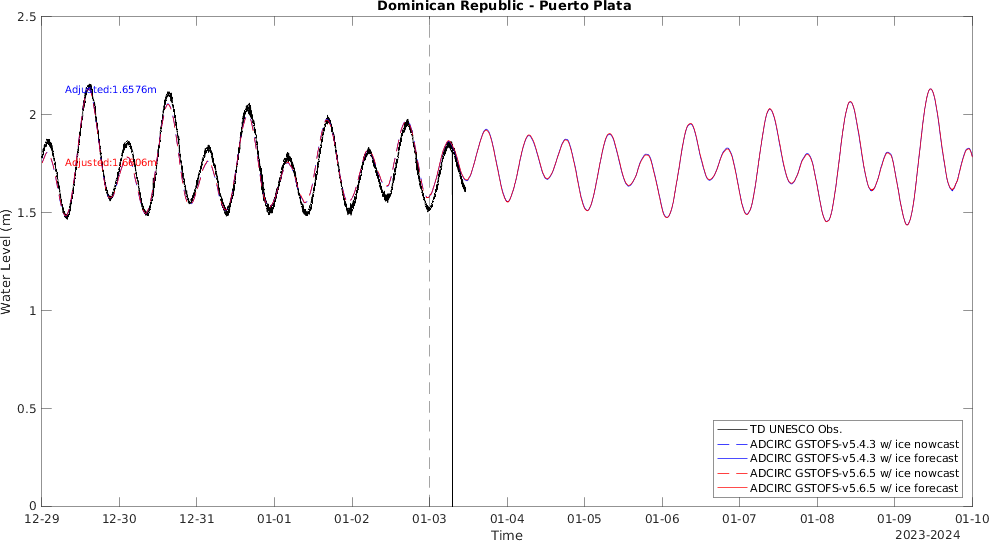 Dominican Republic - Puerto Plata
2.5
2
1.5
1
0.5
0
Water Level (m)
Adjusted:1.6576m
Adjusted:1.6606m
TD UNESCO Obs.
ADCIRC GSTOFS-v5.4.3 w/ ice nowcast
ADCIRC GSTOFS-v5.4.3 w/ ice forecast
ADCIRC GSTOFS-v5.6.5 w/ ice nowcast
ADCIRC GSTOFS-v5.6.5 w/ ice forecast
12-29 12-30 12-31 01-01 01-02 01-03 01-04 01-05 01-06 01-07 01-08 01-09 01-10
Time
2023-2024